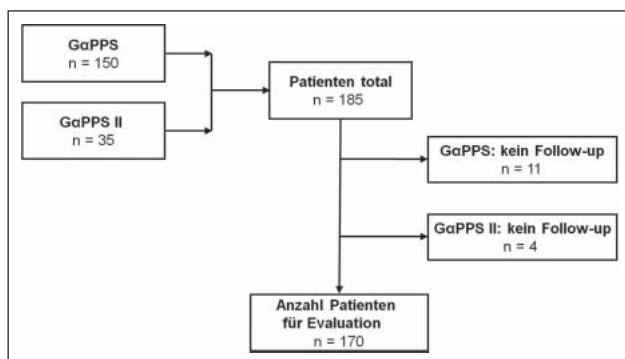 GαPPS
n = 150
Patienten total
n = 185
GαPPS II
n = 35
GαPPS: kein Follow-up
n = 11
GαPPS II: kein Follow-up
n = 4
Anzahl Patienten
für Evaluation
n = 170